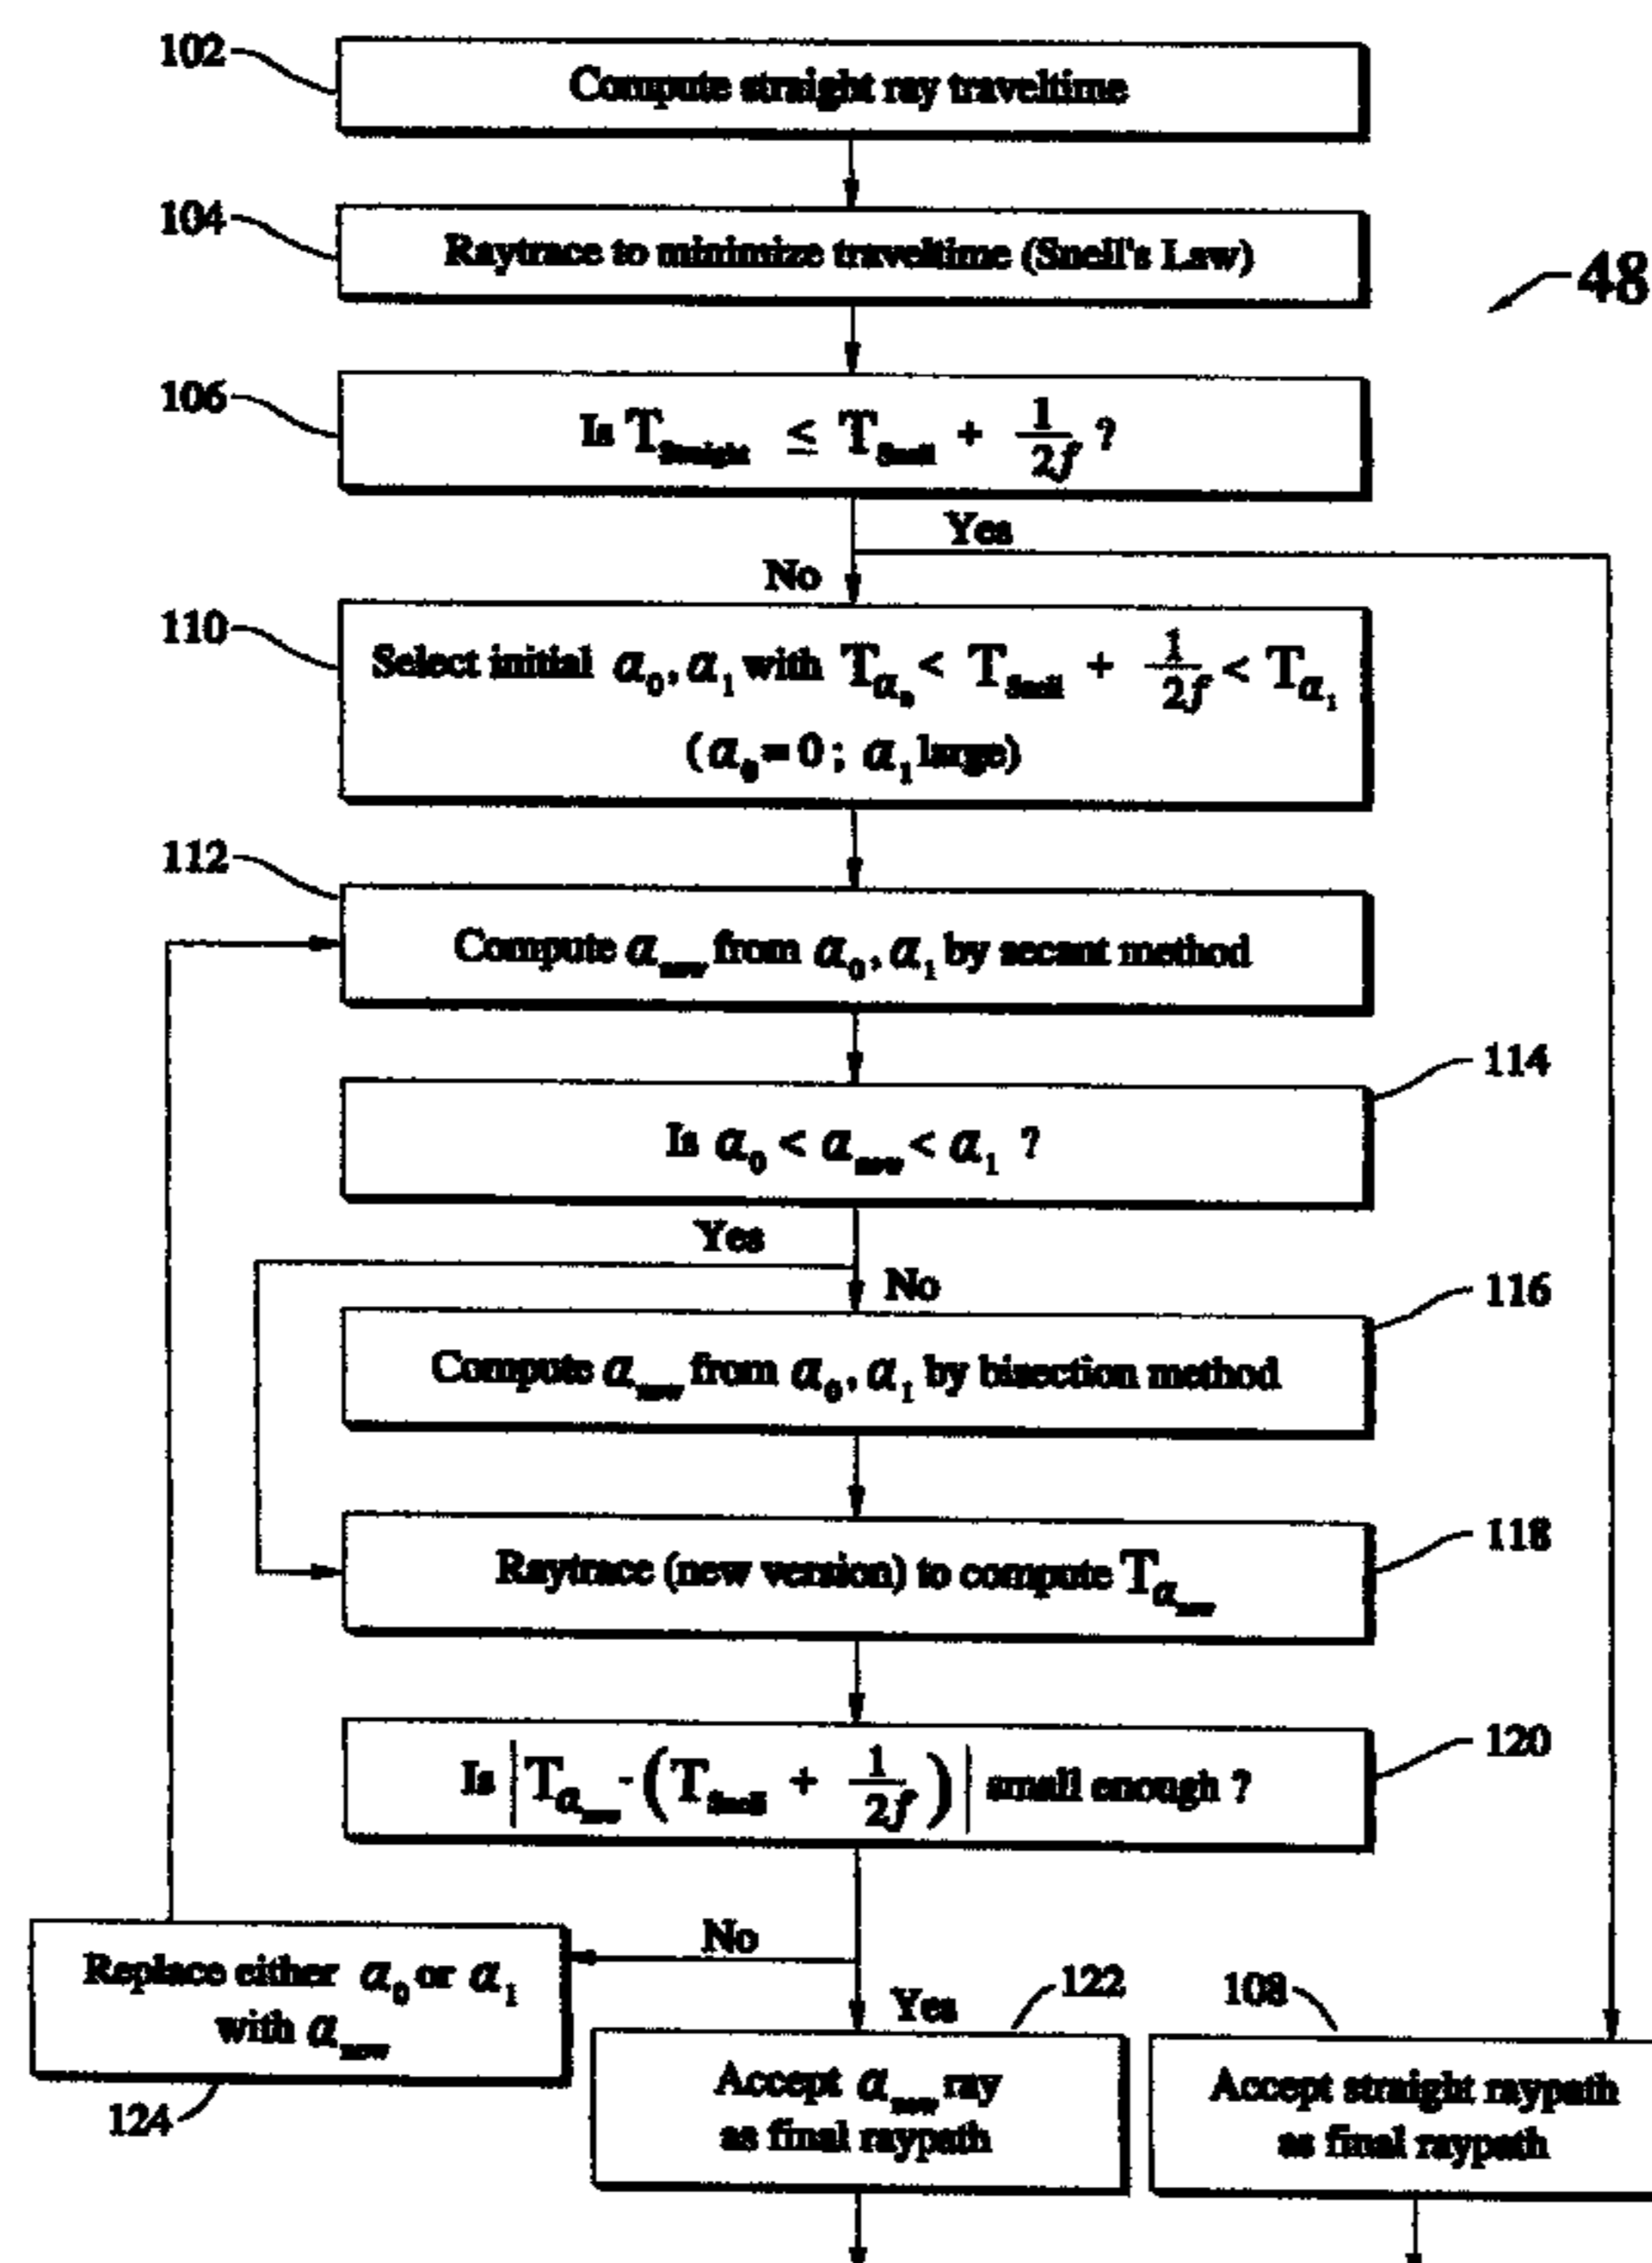 102
Compute straight ray traveltime
104
Raytrace to minimize traveltime (Snell's Law)
48
106
Is T_Straight ≤ T_Snell + 1/2f ?
Yes
No
110
Select initial α₀, α₁ with T_α₀ < T_Snell + 1/2f < T_α₁
(α₀ = 0 ; α₁ large)
112
Compute α_new from α₀, α₁ by secant method
114
Is α₀ < α_new < α₁ ?
Yes
No
116
Compute α_new from α₀, α₁ by bisection method
118
Raytrace (new version) to compute T_α_new
120
Is |T_α_new - (T_Snell + 1/2f)| small enough ?
No
Yes
Replace either α₀ or α₁
with α_new
124
122
Accept α_new ray
as final raypath
108
Accept straight raypath
as final raypath